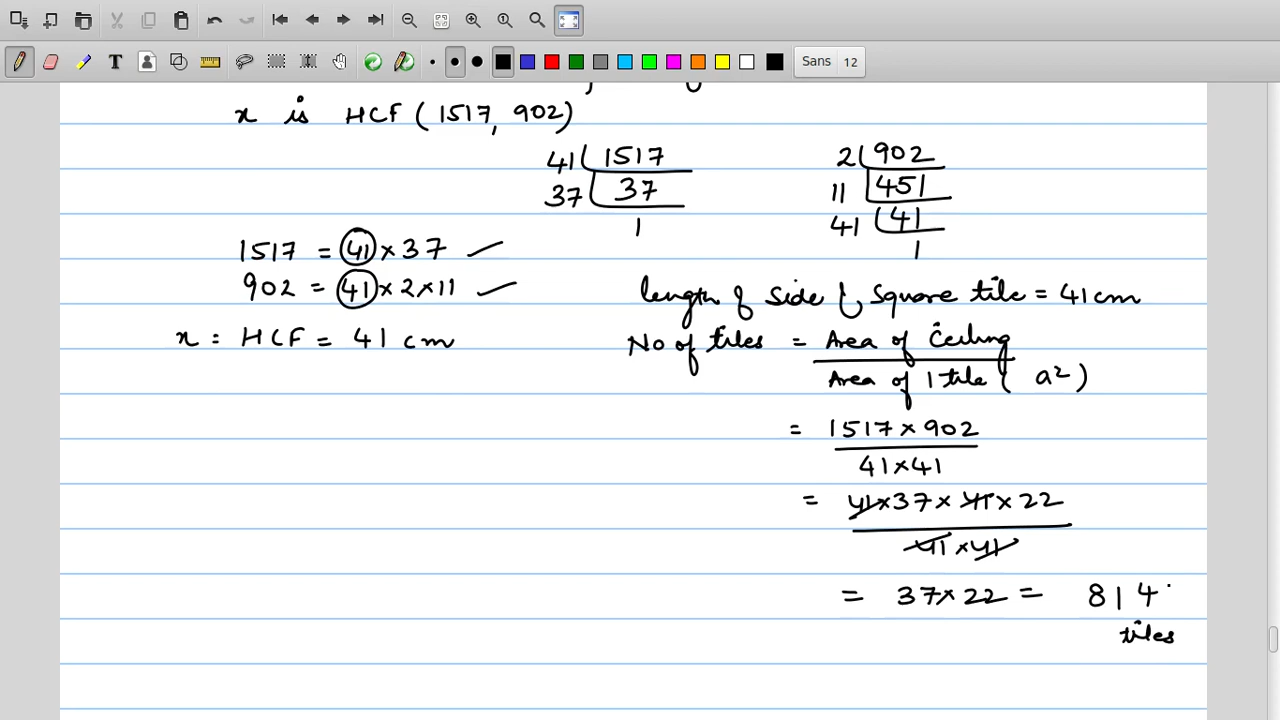 Sans 12
x is HCF (1517, 902)
41 1517
37 37
1
2 902
11 451
41 41
1
1517 = 41 × 37
902 = 41 × 2 × 11
x = HCF = 41 cm
length of side of square tile = 41 cm
No of tiles = Area of Ceiling
Area of 1 tile ( a²)
= 1517 × 902
41 × 41
= 41 × 37 × 41 × 22
41 × 41
= 37 × 22 = 814
tiles